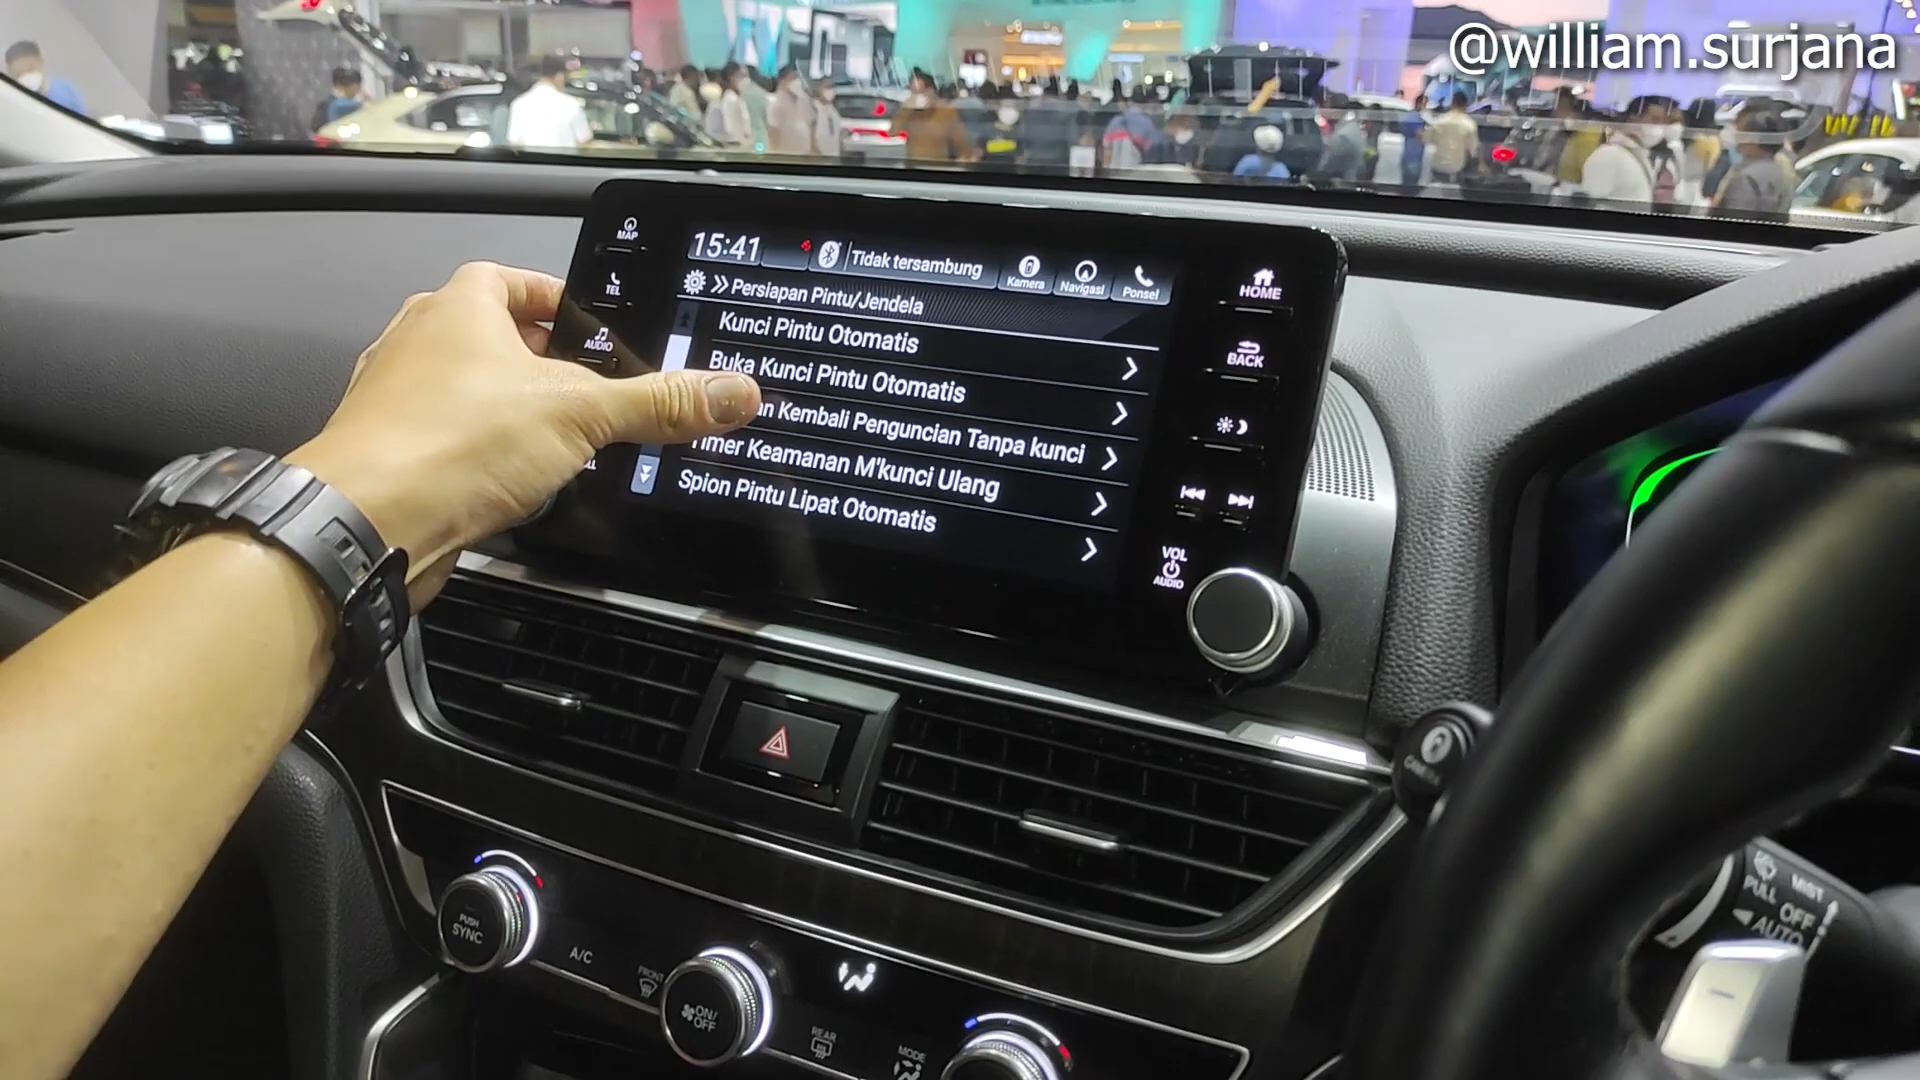 @william.surjana
MAP
TEL
AUDIO
15:41
Tidak tersambung
Kamera
Navigasi
Ponsel
Persiapan Pintu/Jendela
Kunci Pintu Otomatis
Buka Kunci Pintu Otomatis
Kembali Penguncian Tanpa kunci
Timer Keamanan M'kunci Ulang
Spion Pintu Lipat Otomatis
HOME
BACK
VOL
AUDIO
PUSH
SYNC
A/C
FRONT
ON/
OFF
REAR
MODE
MIST
PULL OFF
AUTO